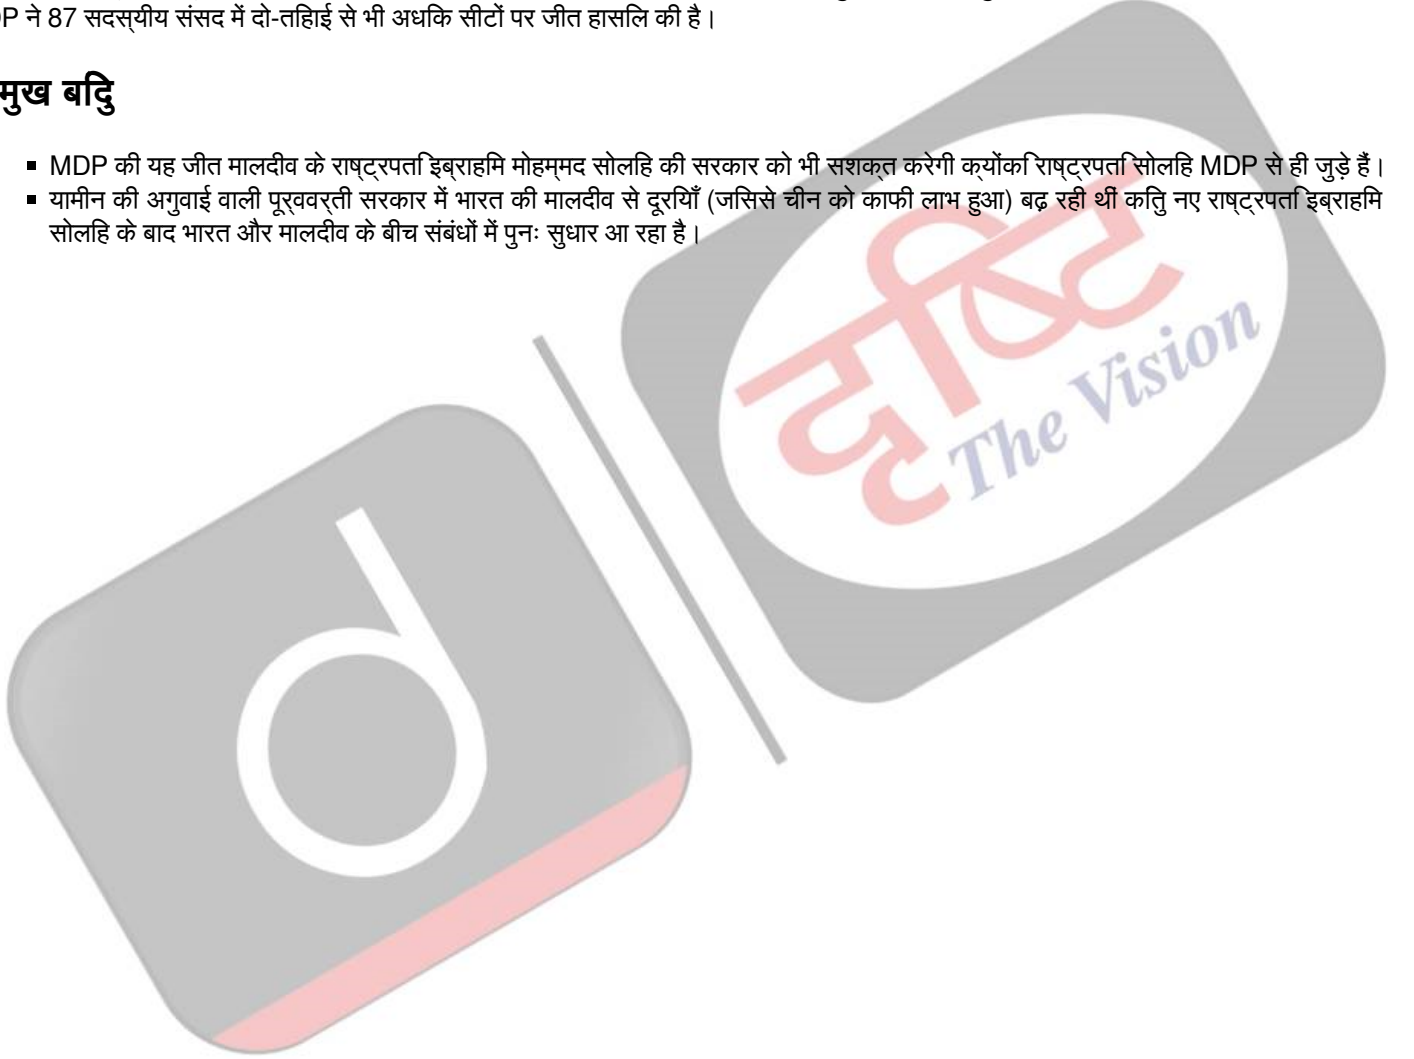 P ने 87 सदस्यीय संसद में दो-तिहाई से भी अधिक सीटों पर जीत हासिल की है।
मुख बिंदु
▪ MDP की यह जीत मालदीव के राष्ट्रपति इब्राहिम मोहम्मद सोलिह की सरकार को भी सशक्त करेगी क्योंकि राष्ट्रपति सोलिह MDP से ही जुड़े हैं।
▪ यामीन की अगुवाई वाली पूर्ववर्ती सरकार में भारत की मालदीव से दूरियाँ (जिससे चीन को काफी लाभ हुआ) बढ़ रही थीं किंतु नए राष्ट्रपति इब्राहिम
सोलिह के बाद भारत और मालदीव के बीच संबंधों में पुनः सुधार आ रहा है।
दृष्टि
The Vision
d